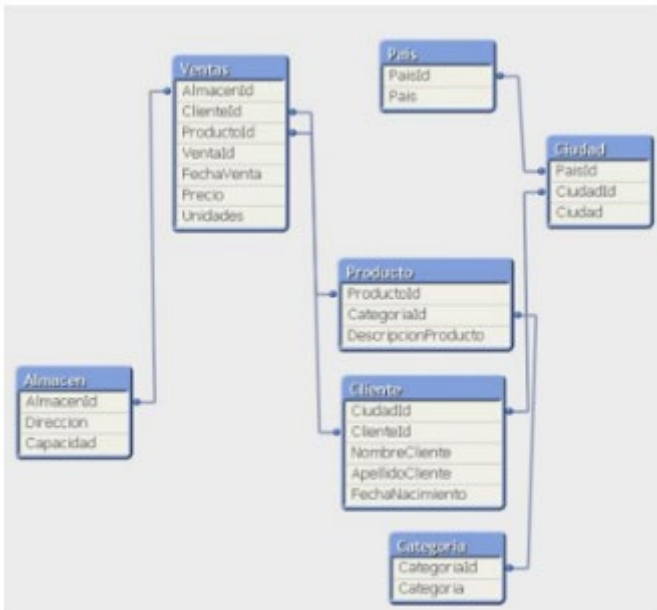 Ventas
AlmacenId
ClienteId
ProductoId
VentaId
FechaVenta
Precio
Unidades
Pais
PaisId
Pais
Ciudad
PaisId
CiudadId
Ciudad
Producto
ProductoId
CategoriaId
DescripcionProducto
Almacen
AlmacenId
Direccion
Capacidad
Cliente
CiudadId
ClienteId
NombreCliente
ApellidoCliente
FechaNacimiento
Categoria
CategoriaId
Categoria